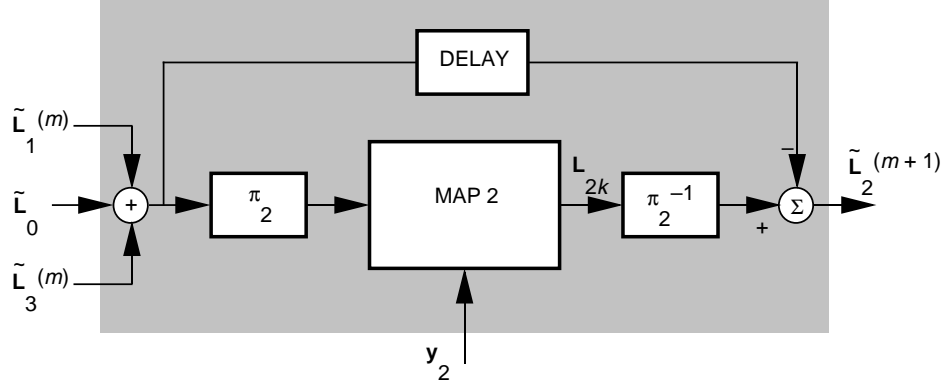 DELAY
L̃₁⁽ᵐ⁾
L̃₀
L̃₃⁽ᵐ⁾
+
π₂
MAP 2
L₂ₖ
π₂⁻¹
−
+
Σ
L̃₂⁽ᵐ ⁺ ¹⁾
y₂